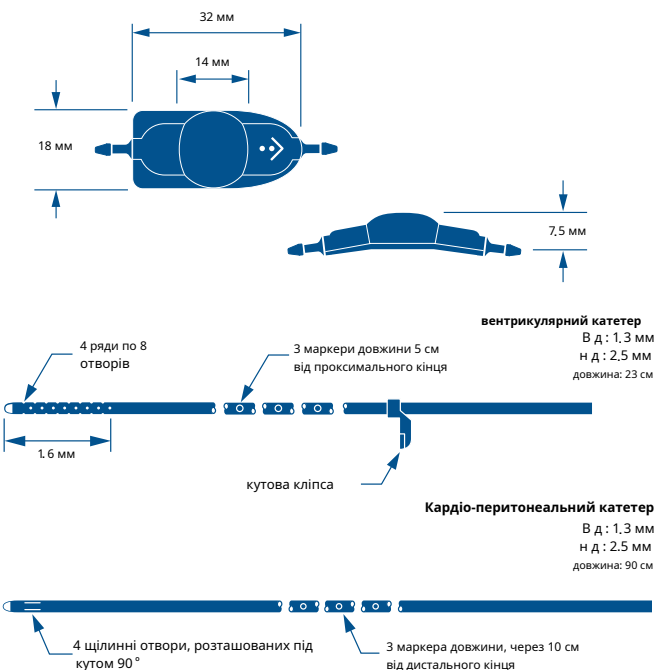 32 мм
14 мм
18 мм
7,5 мм
вентрикулярний катетер
В д : 1,3 мм
н д : 2.5 мм
довжина: 23 см
4 ряди по 8
отворів
3 маркери довжини 5 см
від проксимального кінця
1.6 мм
кутова кліпса
Кардіо-перитонеальний катетер
В д : 1,3 мм
н д : 2.5 мм
довжина: 90 см
4 щілинні отвори, розташованих під
кутом 90°
3 маркера довжини, через 10 см
від дистального кінця